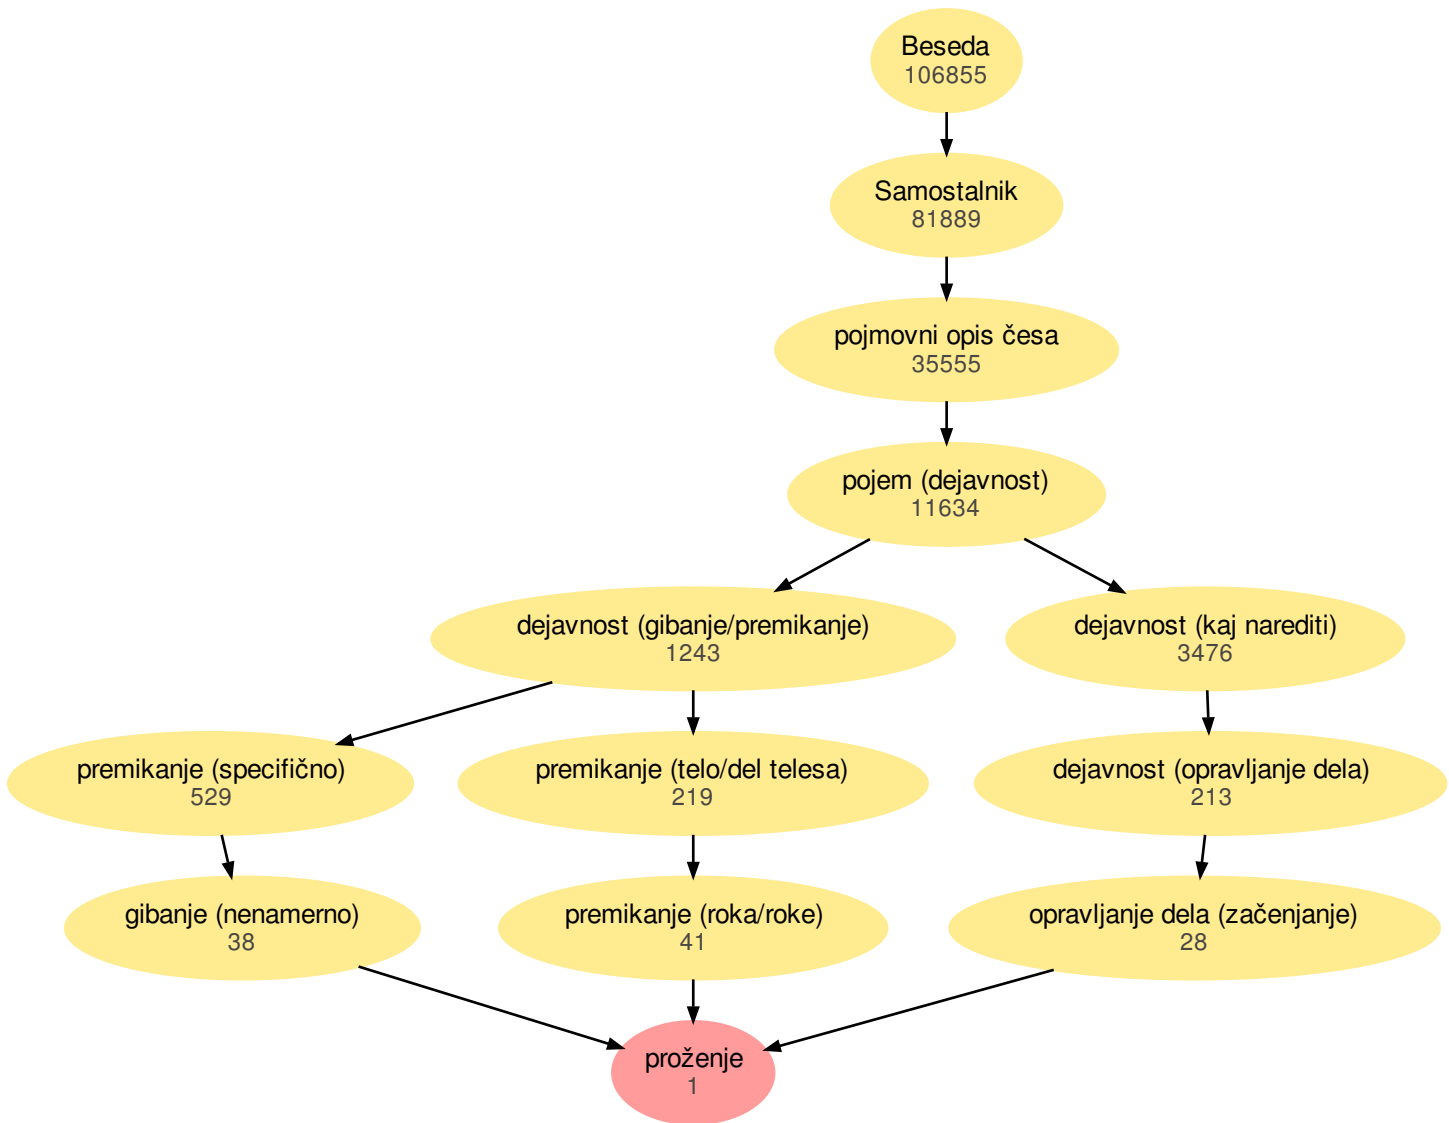 Beseda
106855
Samostalnik
81889
pojmovni opis česa
35555
pojem (dejavnost)
11634
dejavnost (gibanje/premikanje)
1243
dejavnost (kaj narediti)
3476
premikanje (specifično)
529
premikanje (telo/del telesa)
219
dejavnost (opravljanje dela)
213
gibanje (nenamerno)
38
premikanje (roka/roke)
41
opravljanje dela (začenjanje)
28
proženje
1